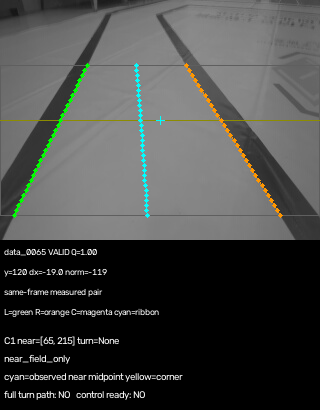 data_0065 VALID Q=1.00
y=120 dx=-19.0 norm=-119
same-frame measured pair
L=green R=orange C=magenta cyan=ribbon
C1 near=[65, 215] turn=None
near_field_only
cyan=observed near midpoint yellow=corner
full turn path: NO control ready: NO